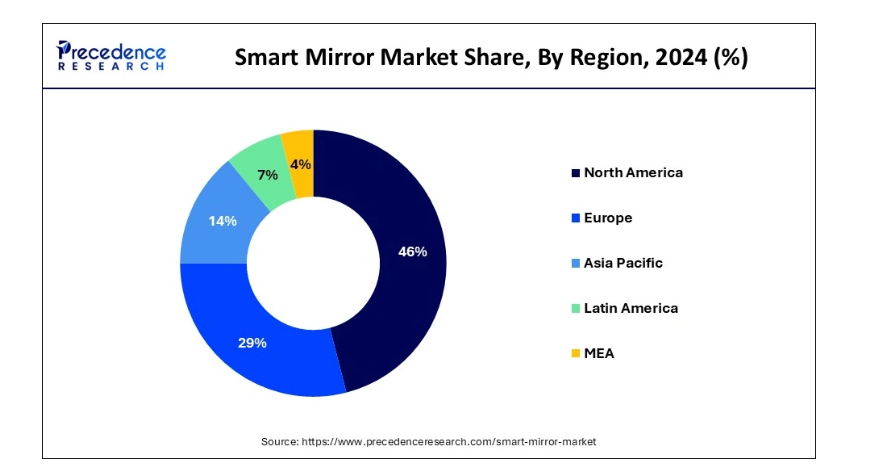 Precedence
RESEARCH
Smart Mirror Market Share, By Region, 2024 (%)
4%
7%
14%
46%
29%
North America
Europe
Asia Pacific
Latin America
MEA
Source: https://www.precedenceresearch.com/smart-mirror-market